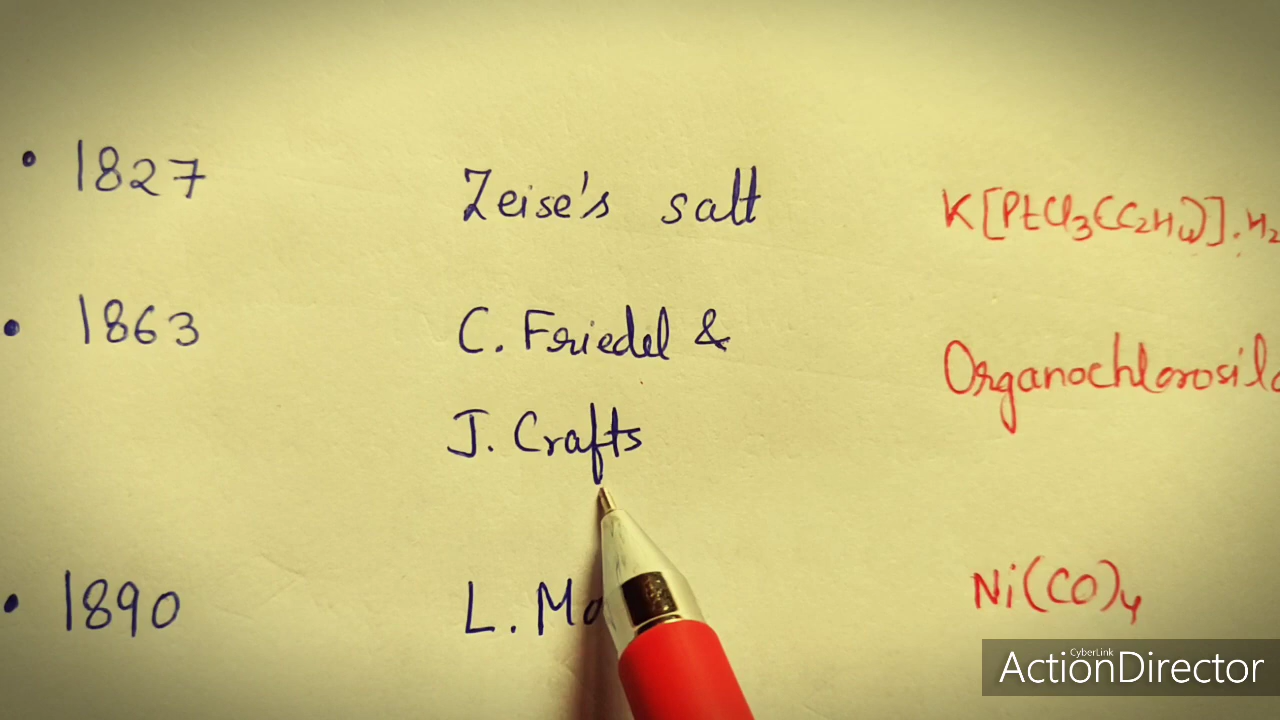 • 1827 Zeise's salt K[PtCl3(C2H4)].H2
• 1863 C. Friedel &
Organochlorosil
J. Crafts
• 1890 L. Mo Ni(CO)4
CyberLink
ActionDirector